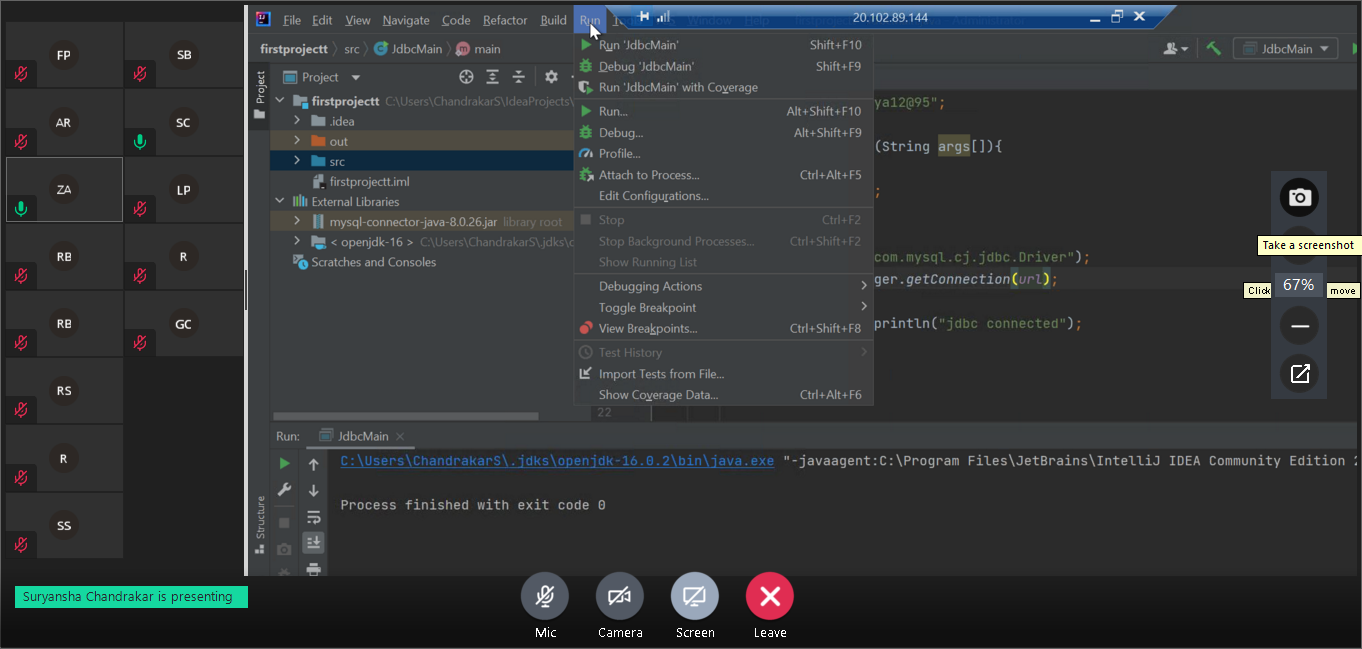 File Edit View Navigate Code Refactor Build Run
20.102.89.144
firstprojectt src JdbcMain main
JdbcMain
FP
SB
AR
SC
ZA
LP
RB
R
RB
GC
RS
R
SS
Project
Project
firstprojectt C:\Users\ChandrakarS\IdeaProjects\
.idea
out
src
firstprojectt.iml
External Libraries
mysql-connector-java-8.0.26.jar library root
< openjdk-16 > C:\Users\ChandrakarS\.jdks\
Scratches and Consoles
Run 'JdbcMain' Shift+F10
Debug 'JdbcMain' Shift+F9
Run 'JdbcMain' with Coverage
Run... Alt+Shift+F10
Debug... Alt+Shift+F9
Profile...
Attach to Process... Ctrl+Alt+F5
Edit Configurations...
Stop Ctrl+F2
Stop Background Processes... Ctrl+Shift+F2
Show Running List
Debugging Actions
Toggle Breakpoint
View Breakpoints... Ctrl+Shift+F8
Test History
Import Tests from File...
Show Coverage Data... Ctrl+Alt+F6
ya12@95";
(String args[]){
;
com.mysql.cj.jdbc.Driver");
ger.getConnection(url);
println("jdbc connected");
22
Take a screenshot
Click
67%
move
Run: JdbcMain
C:\Users\ChandrakarS\.jdks\openjdk-16.0.2\bin\java.exe "-javaagent:C:\Program Files\JetBrains\IntelliJ IDEA Community Edition 2
Process finished with exit code 0
Structure
Suryansha Chandrakar is presenting
Mic
Camera
Screen
Leave